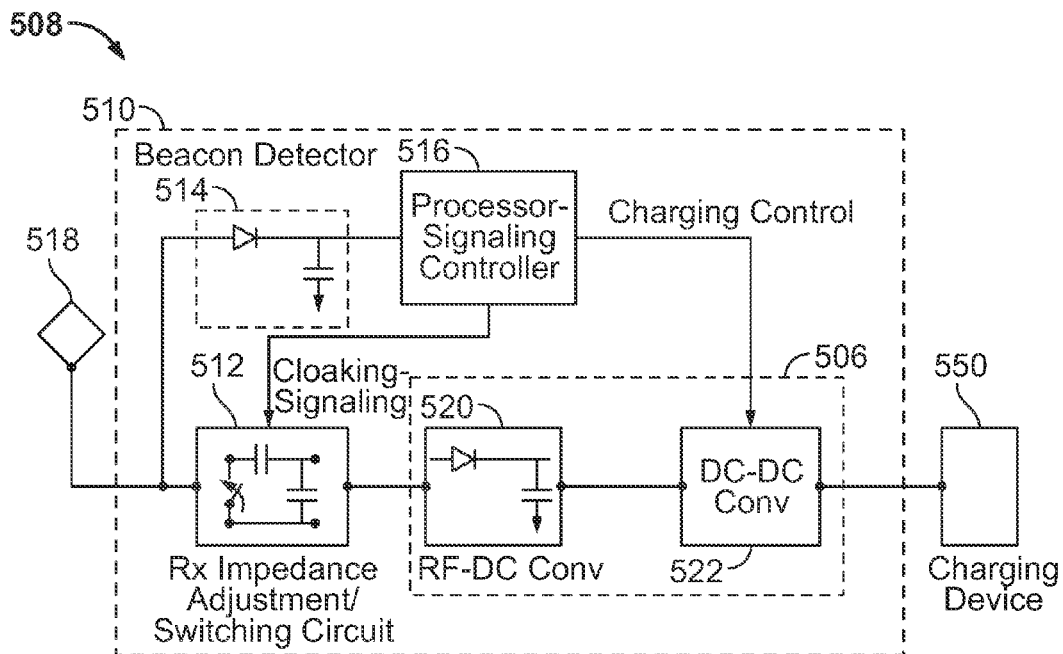 508
510
Beacon Detector
516
514
Processor-
Signaling
Controller
Charging Control
518
512
Cloaking-
Signaling
506
520
550
DC-DC
Conv
Rx Impedance
Adjustment/
Switching Circuit
RF-DC Conv
522
Charging
Device